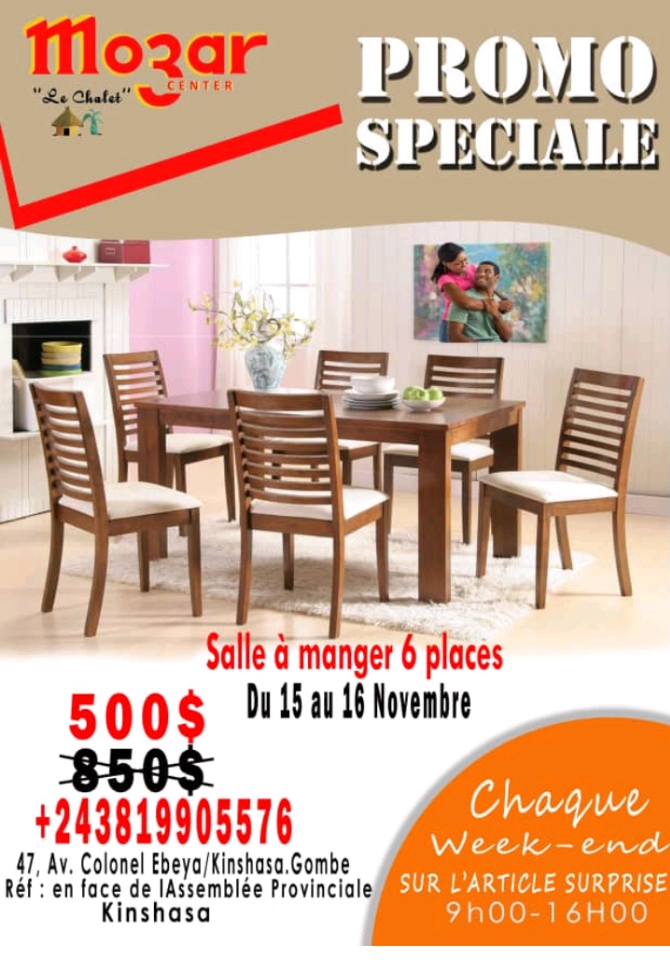 Mozar
CENTER
"Le Chalet"
PROMO
SPECIALE
Salle à manger 6 places
Du 15 au 16 Novembre
500$
850$
+243819905576
47, Av. Colonel Ebeya/Kinshasa.Gombe
Réf : en face de lAssemblée Provinciale
Kinshasa
Chaque
Week-end
SUR L'ARTICLE SURPRISE
9h00-16H00